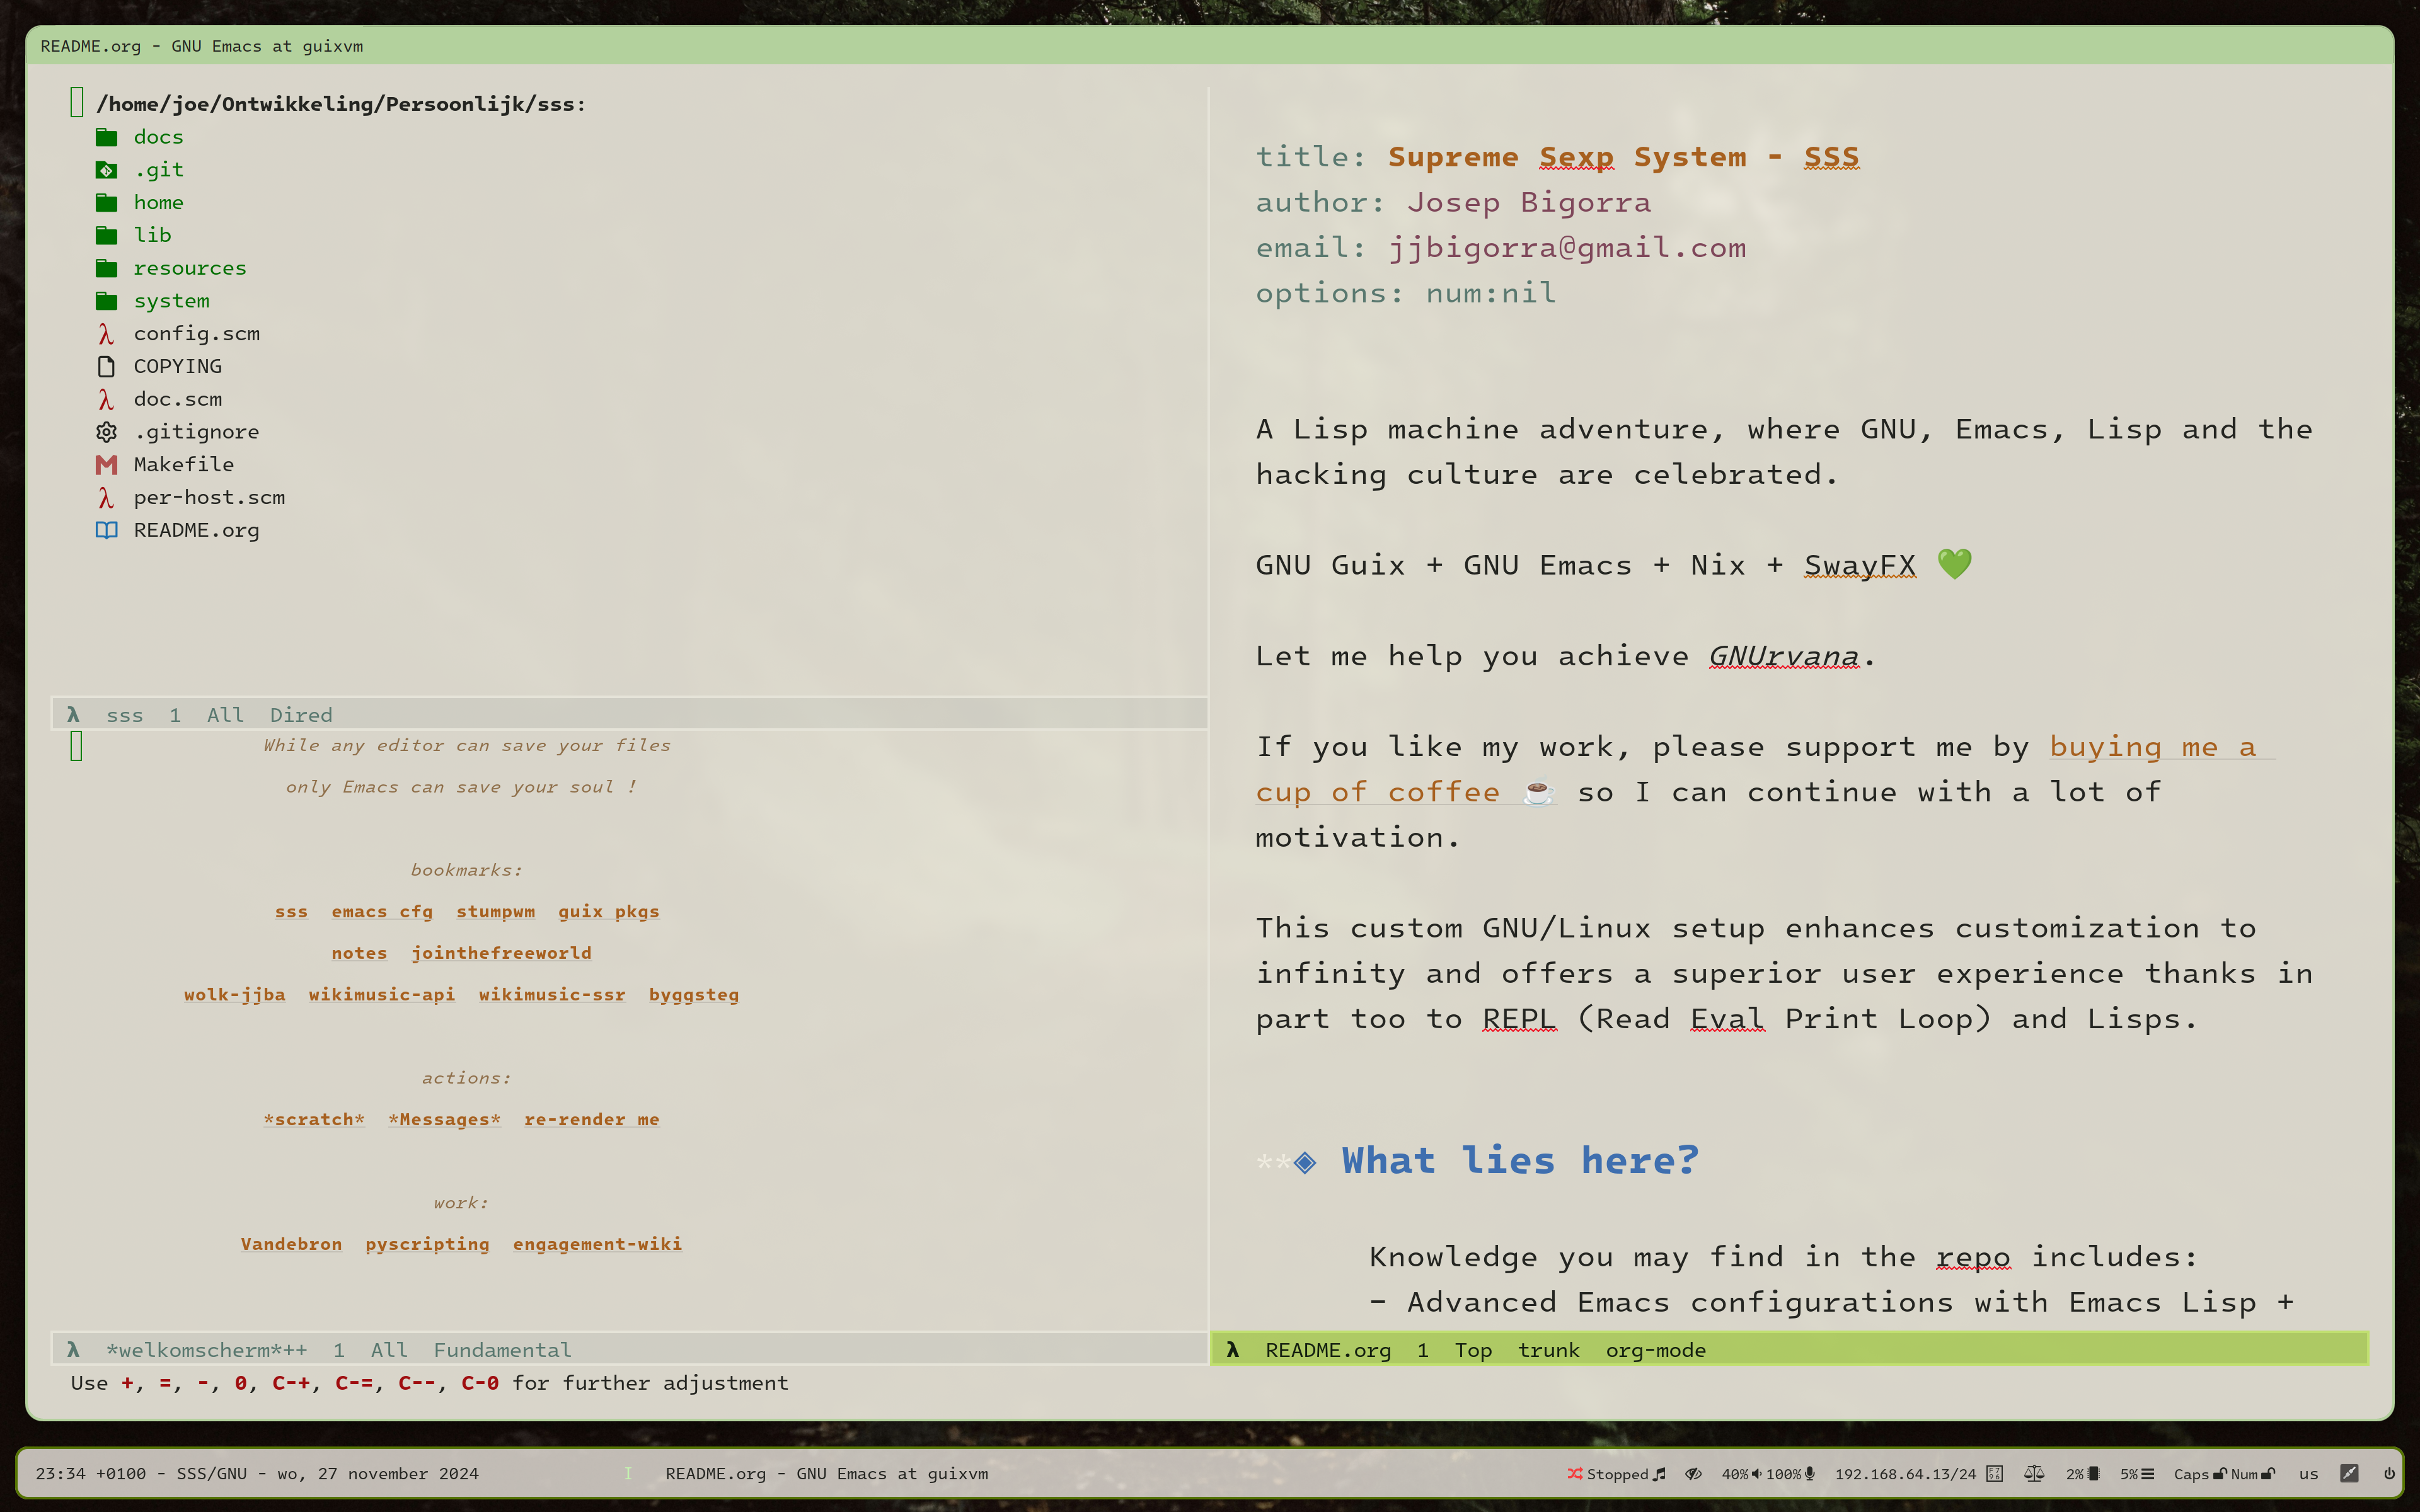 README.org - GNU Emacs at guixvm
/home/joe/Ontwikkeling/Persoonlijk/sss:
docs
.git
home
lib
resources
system
config.scm
COPYING
doc.scm
.gitignore
Makefile
per-host.scm
README.org
λ sss 1 All Dired
While any editor can save your files
only Emacs can save your soul !
bookmarks:
sss emacs cfg stumpwm guix pkgs
notes jointhefreeworld
wolk-jjba wikimusic-api wikimusic-ssr byggsteg
actions:
*scratch* *Messages* re-render me
work:
Vandebron pyscripting engagement-wiki
λ *welkomscherm*++ 1 All Fundamental
title: Supreme Sexp System - SSS
author: Josep Bigorra
email: jjbigorra@gmail.com
options: num:nil
A Lisp machine adventure, where GNU, Emacs, Lisp and the
hacking culture are celebrated.
GNU Guix + GNU Emacs + Nix + SwayFX 💚
Let me help you achieve GNUrvana.
If you like my work, please support me by buying me a
cup of coffee ☕ so I can continue with a lot of
motivation.
This custom GNU/Linux setup enhances customization to
infinity and offers a superior user experience thanks in
part too to REPL (Read Eval Print Loop) and Lisps.
**◈ What lies here?
Knowledge you may find in the repo includes:
- Advanced Emacs configurations with Emacs Lisp +
λ README.org 1 Top trunk org-mode
Use +, =, -, 0, C-+, C-=, C--, C-0 for further adjustment
23:34 +0100 - SSS/GNU - wo, 27 november 2024 I README.org - GNU Emacs at guixvm Stopped 40% 100% 192.168.64.13/24 2% 5% Caps Num us